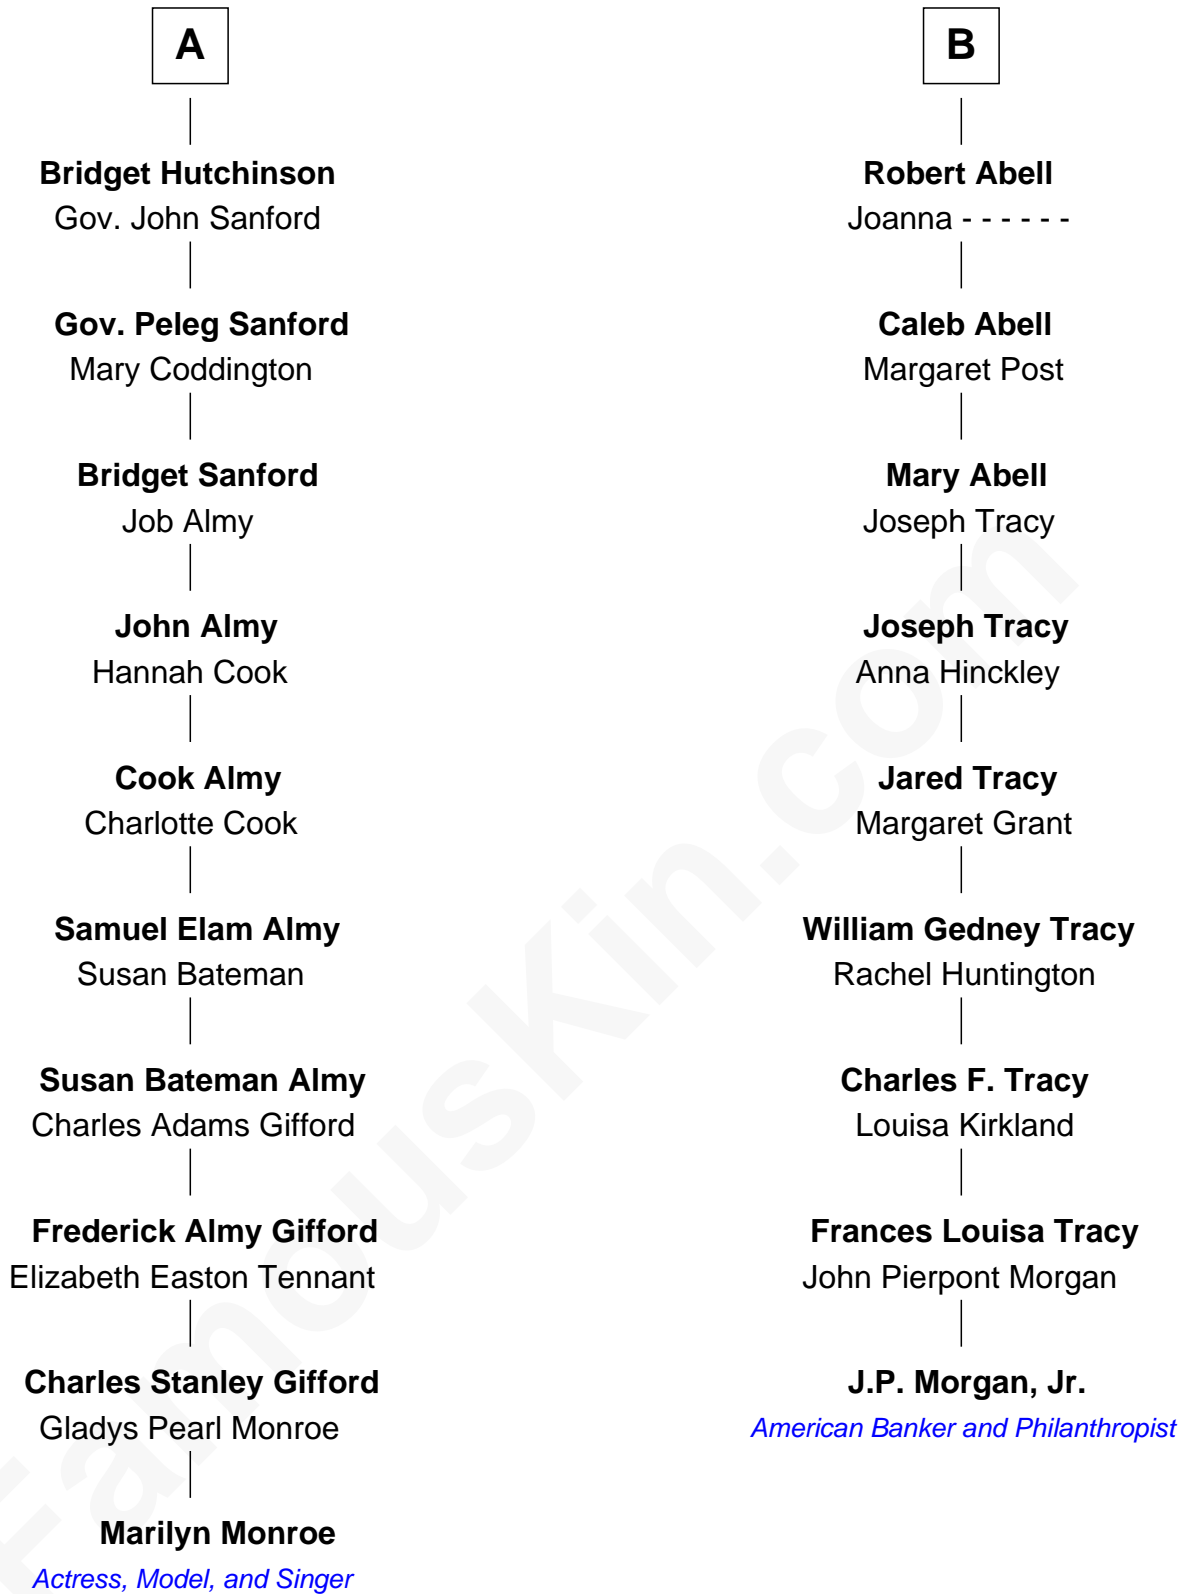 A
Bridget Hutchinson
Gov. John Sanford
Gov. Peleg Sanford
Mary Coddington
Bridget Sanford
Job Almy
John Almy
Hannah Cook
Cook Almy
Charlotte Cook
Samuel Elam Almy
Susan Bateman
Susan Bateman Almy
Charles Adams Gifford
Frederick Almy Gifford
Elizabeth Easton Tennant
Charles Stanley Gifford
Gladys Pearl Monroe
Marilyn Monroe
Actress, Model, and Singer
B
Robert Abell
Joanna - - - - - -
Caleb Abell
Margaret Post
Mary Abell
Joseph Tracy
Joseph Tracy
Anna Hinckley
Jared Tracy
Margaret Grant
William Gedney Tracy
Rachel Huntington
Charles F. Tracy
Louisa Kirkland
Frances Louisa Tracy
John Pierpont Morgan
J.P. Morgan, Jr.
American Banker and Philanthropist
FamousKin.com